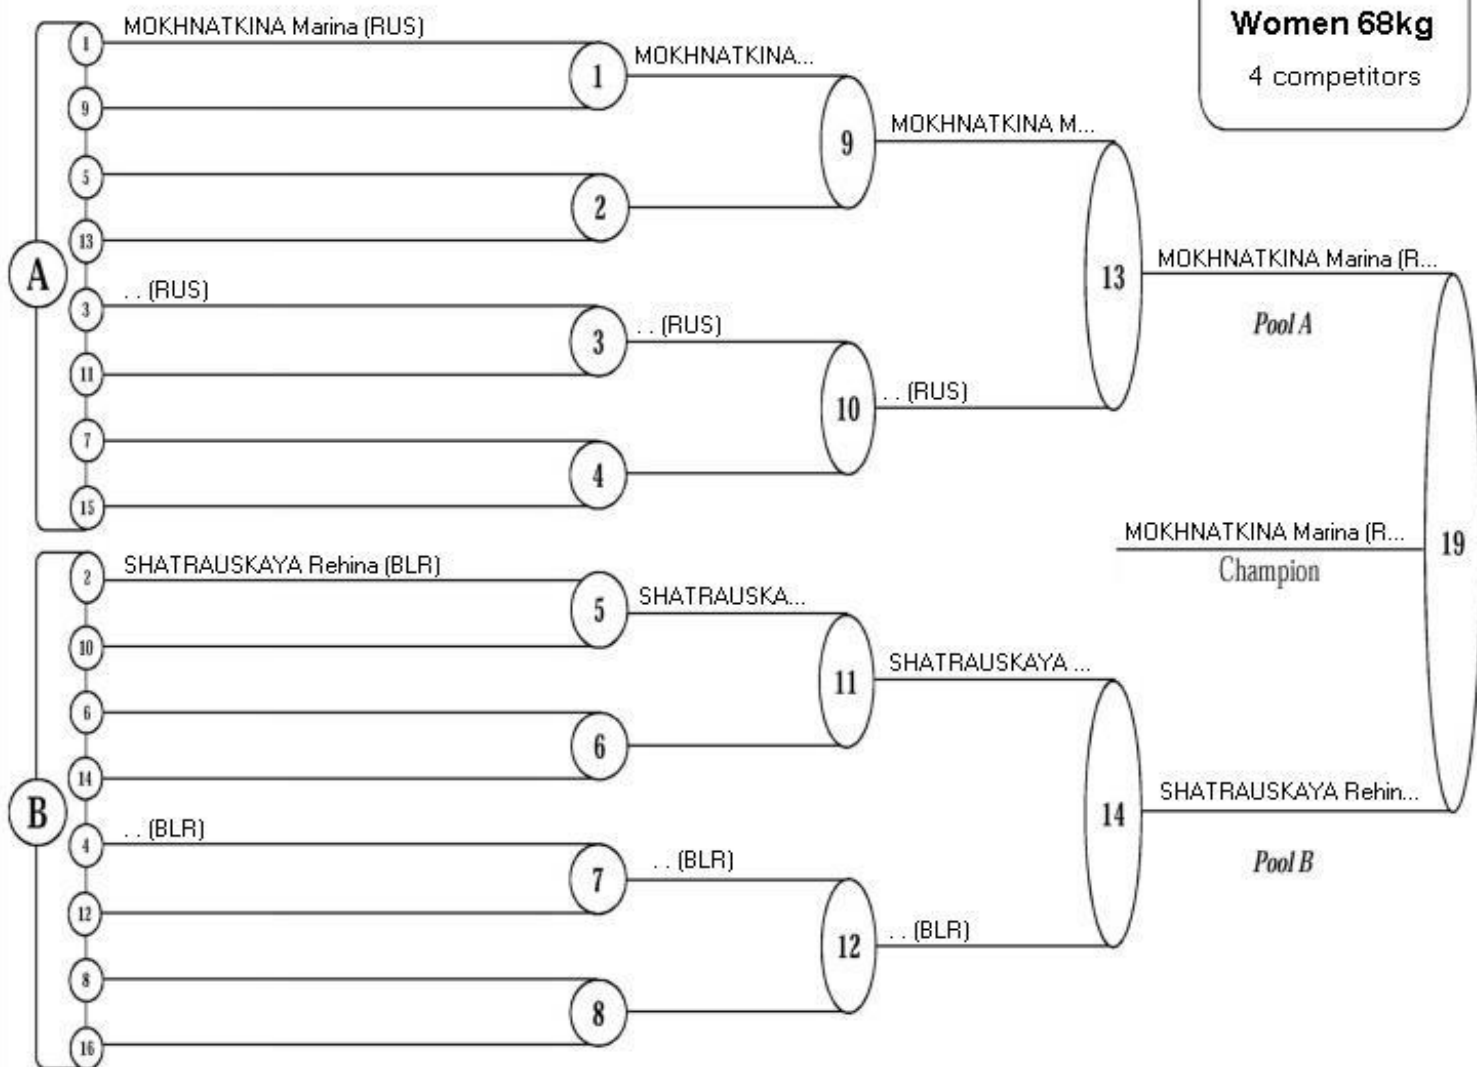 Women 68kg
4 competitors
A
1
MOKHNATKINA Marina (RUS)
9
1
MOKHNATKINA...
5
13
2
9
MOKHNATKINA M...
3
. . (RUS)
11
3
. . (RUS)
7
15
4
10
. . (RUS)
13
MOKHNATKINA Marina (R...
Pool A
MOKHNATKINA Marina (R...
Champion
19
B
2
SHATRAUSKAYA Rehina (BLR)
10
5
SHATRAUSKA...
6
14
6
11
SHATRAUSKAYA ...
4
. . (BLR)
12
7
. . (BLR)
8
16
8
12
. . (BLR)
14
SHATRAUSKAYA Rehin...
Pool B